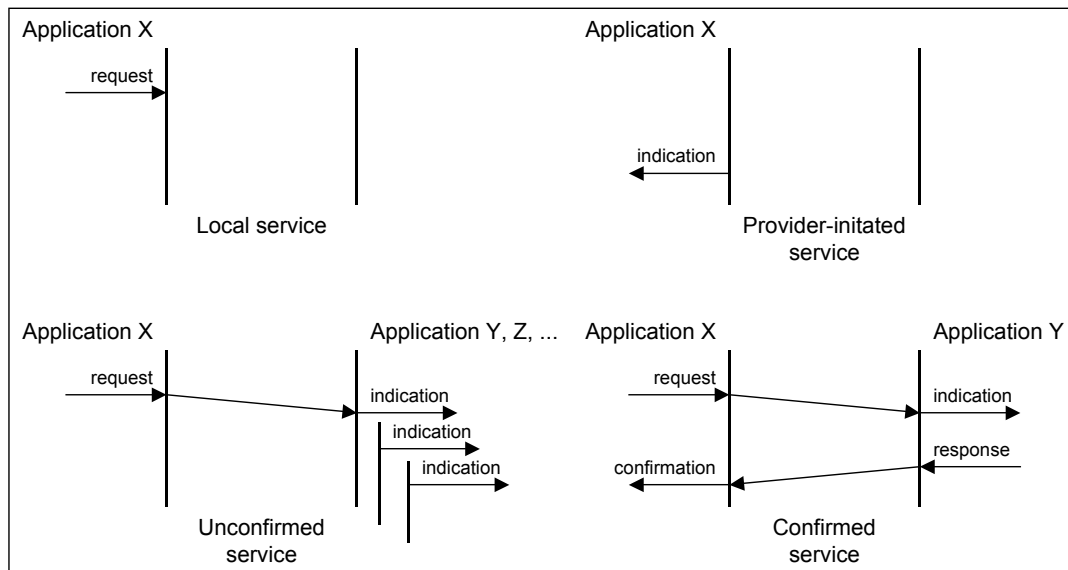 Application X
request
Local service
Application X
indication
Provider-initated
service
Application X
request
Application Y, Z, ...
indication
indication
indication
Unconfirmed
service
Application X
request
Application Y
indication
response
confirmation
Confirmed
service